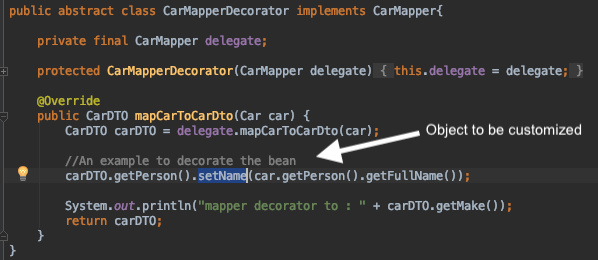 public abstract class CarMapperDecorator implements CarMapper{
private final CarMapper delegate;
protected CarMapperDecorator(CarMapper delegate) { this.delegate = delegate; }
@Override
public CarDTO mapCarToCarDto(Car car) {
CarDTO carDTO = delegate.mapCarToCarDto(car);
Object to be customized
//An example to decorate the bean
carDTO.getPerson().setName(car.getPerson().getFullName());
System.out.println("mapper decorator to : " + carDTO.getMake());
return carDTO;
}
}